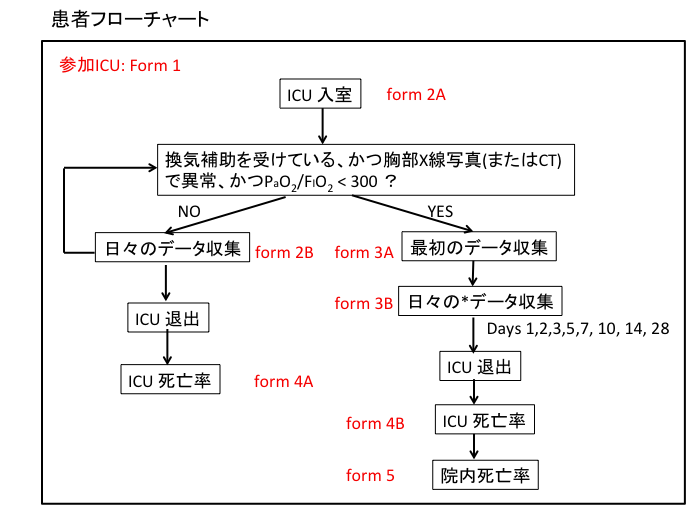 患者フローチャート
参加ICU: Form 1
ICU 入室
form 2A
換気補助を受けている、かつ胸部X線写真(またはCT)
で異常、かつPaO2/FIO2 < 300 ?
NO
YES
日々のデータ収集
form 2B
form 3A
最初のデータ収集
form 3B
日々の*データ収集
Days 1,2,3,5,7, 10, 14, 28
ICU 退出
ICU 退出
ICU 死亡率
form 4A
form 4B
ICU 死亡率
form 5
院内死亡率